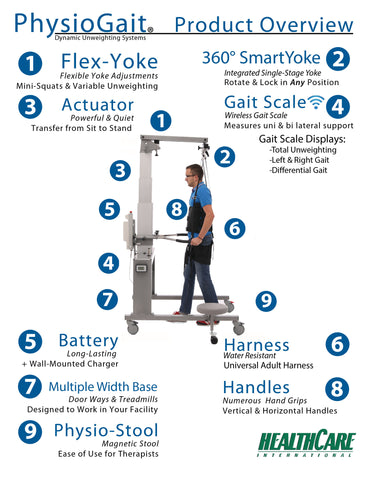 PhysioGait® Product Overview
Dynamic Unweighting Systems
1 Flex-Yoke
Flexible Yoke Adjustments
Mini-Squats & Variable Unweighting
360° SmartYoke 2
Integrated Single-Stage Yoke
Rotate & Lock in Any Position
3 Actuator
Powerful & Quiet
Transfer from Sit to Stand
Gait Scale 4
Wireless Gait Scale
Measures uni & bi lateral support
Gait Scale Displays:
-Total Unweighting
-Left & Right Gait
-Differential Gait
1
2
3
5
8
6
4
7
9
5 Battery
Long-Lasting
+ Wall-Mounted Charger
Harness 6
Water Resistant
Universal Adult Harness
7 Multiple Width Base
Door Ways & Treadmills
Designed to Work in Your Facility
Handles 8
Numerous Hand Grips
Vertical & Horizontal Handles
9 Physio-Stool
Magnetic Stool
Ease of Use for Therapists
HEALTHCARE
INTERNATIONAL